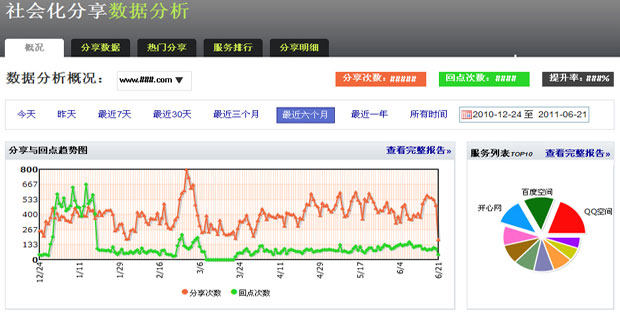 社会化分享数据分析
概况 分享数据 热门分享 服务排行 分享明细
数据分析概况： www.###.com ▼ 分享次数：##### 回点次数：#### 提升率：###%
今天 昨天 最近7天 最近30天 最近三个月 最近六个月 最近一年 所有时间 2010-12-24 至 2011-06-21
分享与回点趋势图 查看完整报告»
服务列表TOP10 查看完整报告»
800
667
533
400
267
133
0
12/24 1/11 1/29 2/16 3/6 3/24 4/11 4/29 5/17 6/4 6/21
分享次数 回点次数
百度空间
开心网
QQ空间